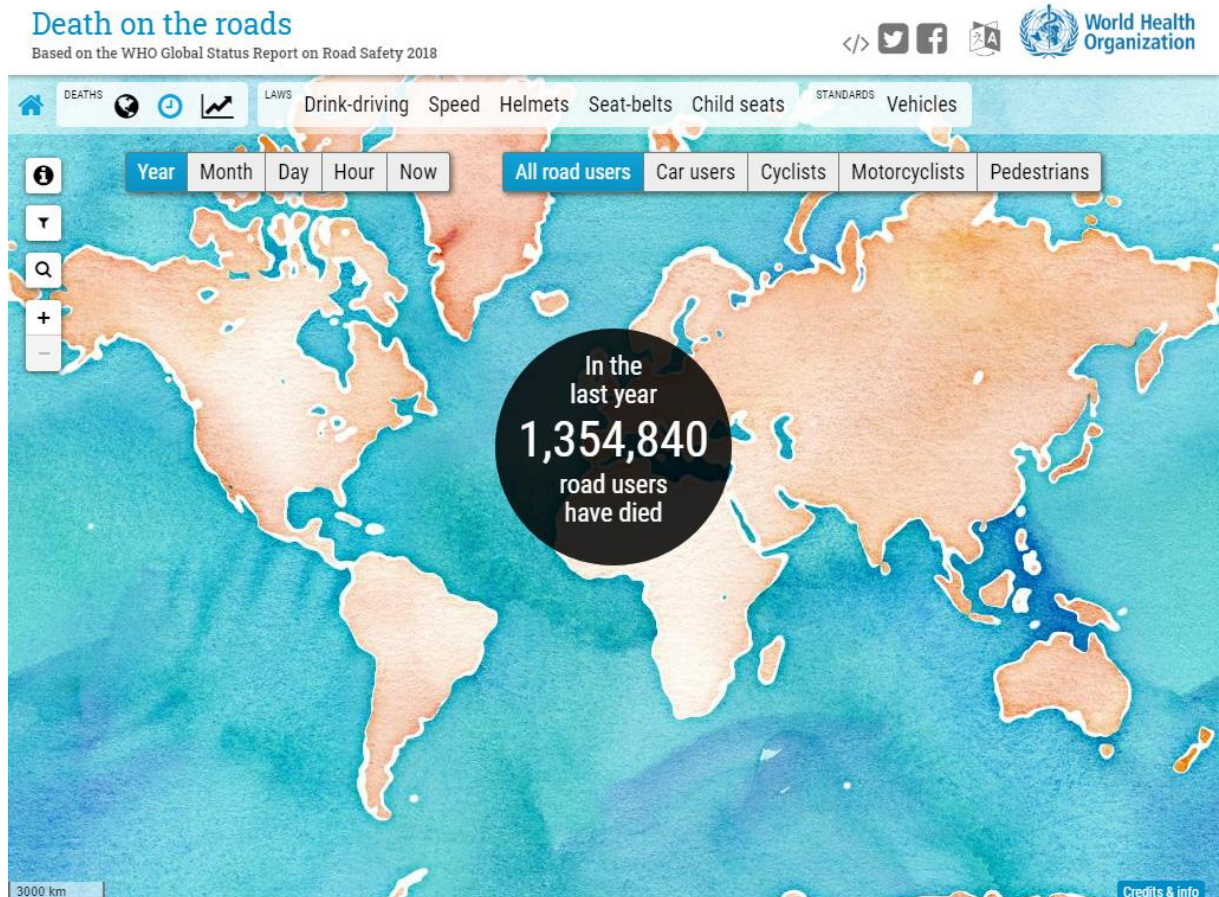 Death on the roads
Based on the WHO Global Status Report on Road Safety 2018
</>
World Health
Organization
DEATHS
LAWS Drink-driving Speed Helmets Seat-belts Child seats
STANDARDS Vehicles
Year Month Day Hour Now
All road users Car users Cyclists Motorcyclists Pedestrians
+
−
In the
last year
1,354,840
road users
have died
3000 km
Credits & info